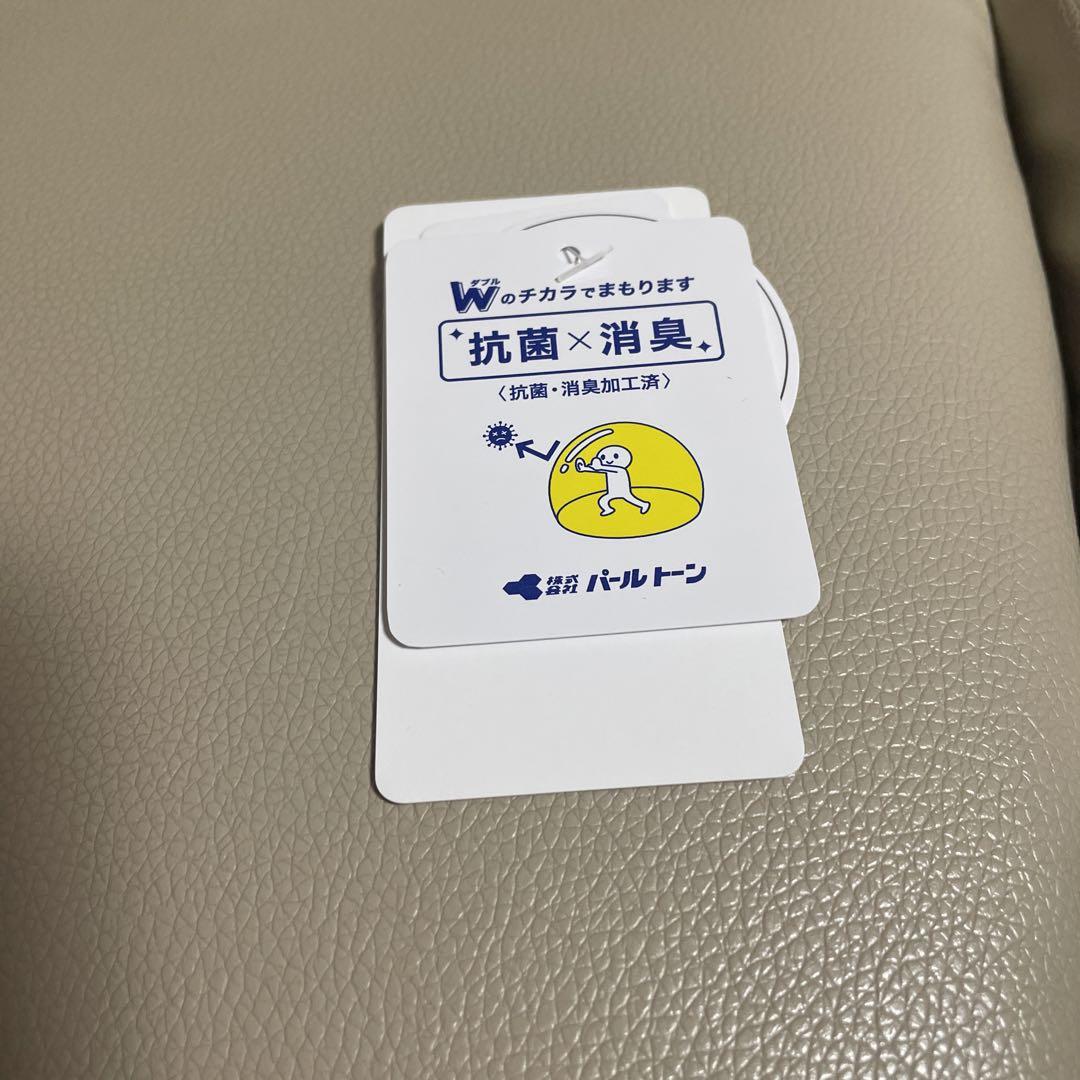 ダブル
Wのチカラでまもります
抗菌×消臭
〈抗菌・消臭加工済〉
株式会社 パールトーン